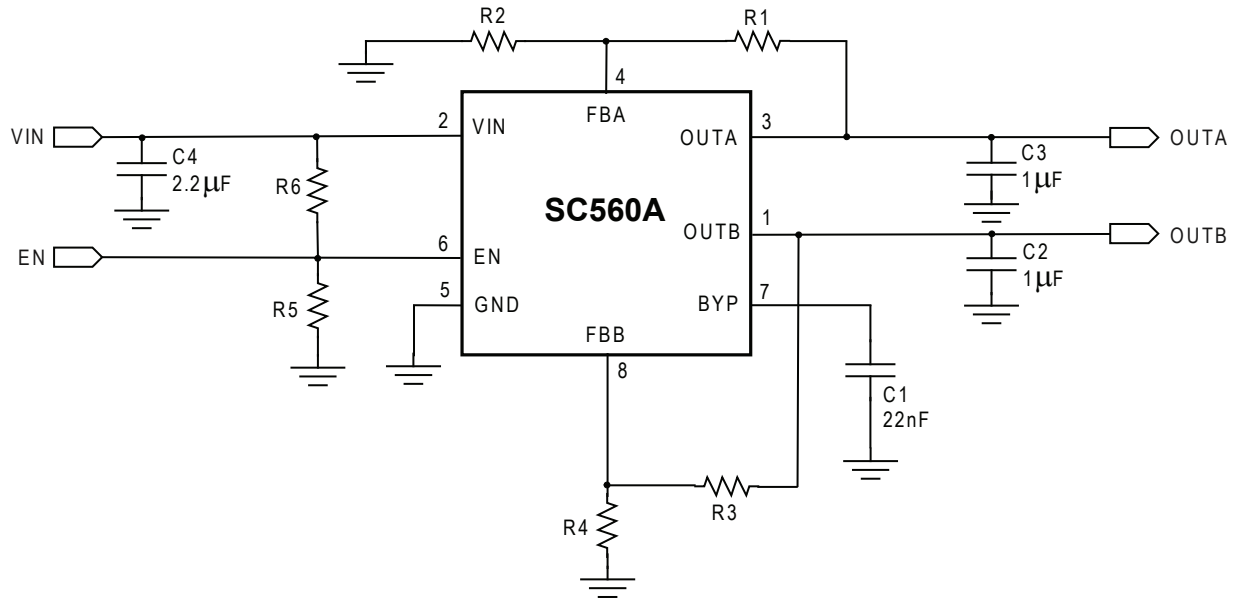 R2
R1
4
FBA
VIN
2
VIN
OUTA
3
OUTA
C4
2.2μF
C3
1μF
R6
SC560A
OUTB
1
OUTB
EN
6
EN
C2
1μF
R5
5
GND
BYP
7
FBB
8
C1
22nF
R3
R4